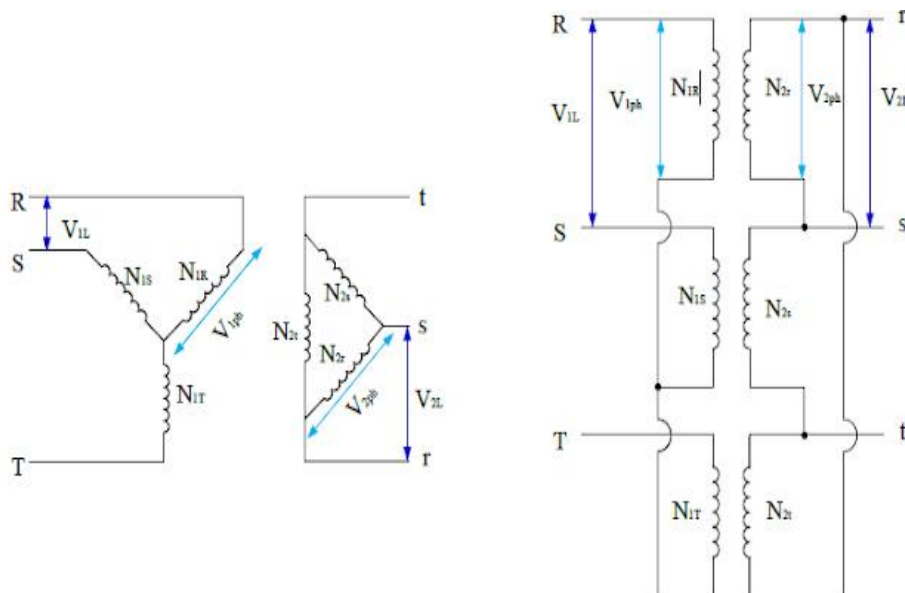 R
V1L
S
N1S
N1R
V1ph
N1T
T
t
N2s
N2t
N2r
s
V2ph
V2L
r
R
r
V1L
V1ph
N1R
N2r
V2ph
S
s
N1S
N2s
T
t
N1T
N2t